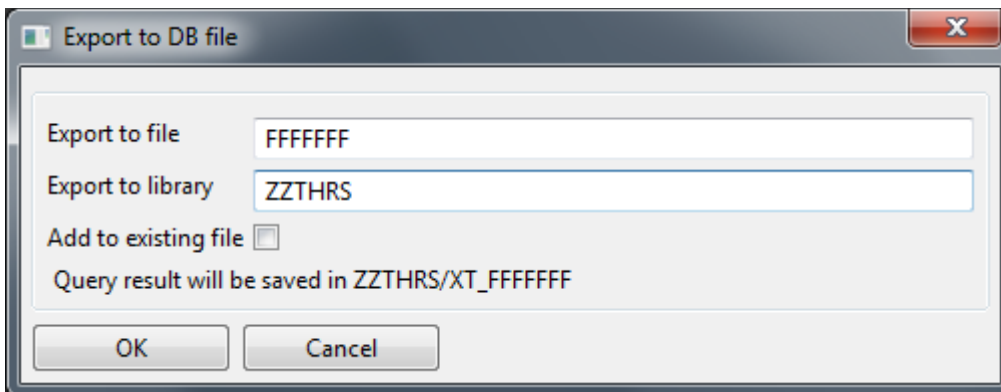 Export to DB file
Export to file FFFFFFF
Export to library ZZTHRS
Add to existing file
Query result will be saved in ZZTHRS/XT_FFFFFFF
OK Cancel